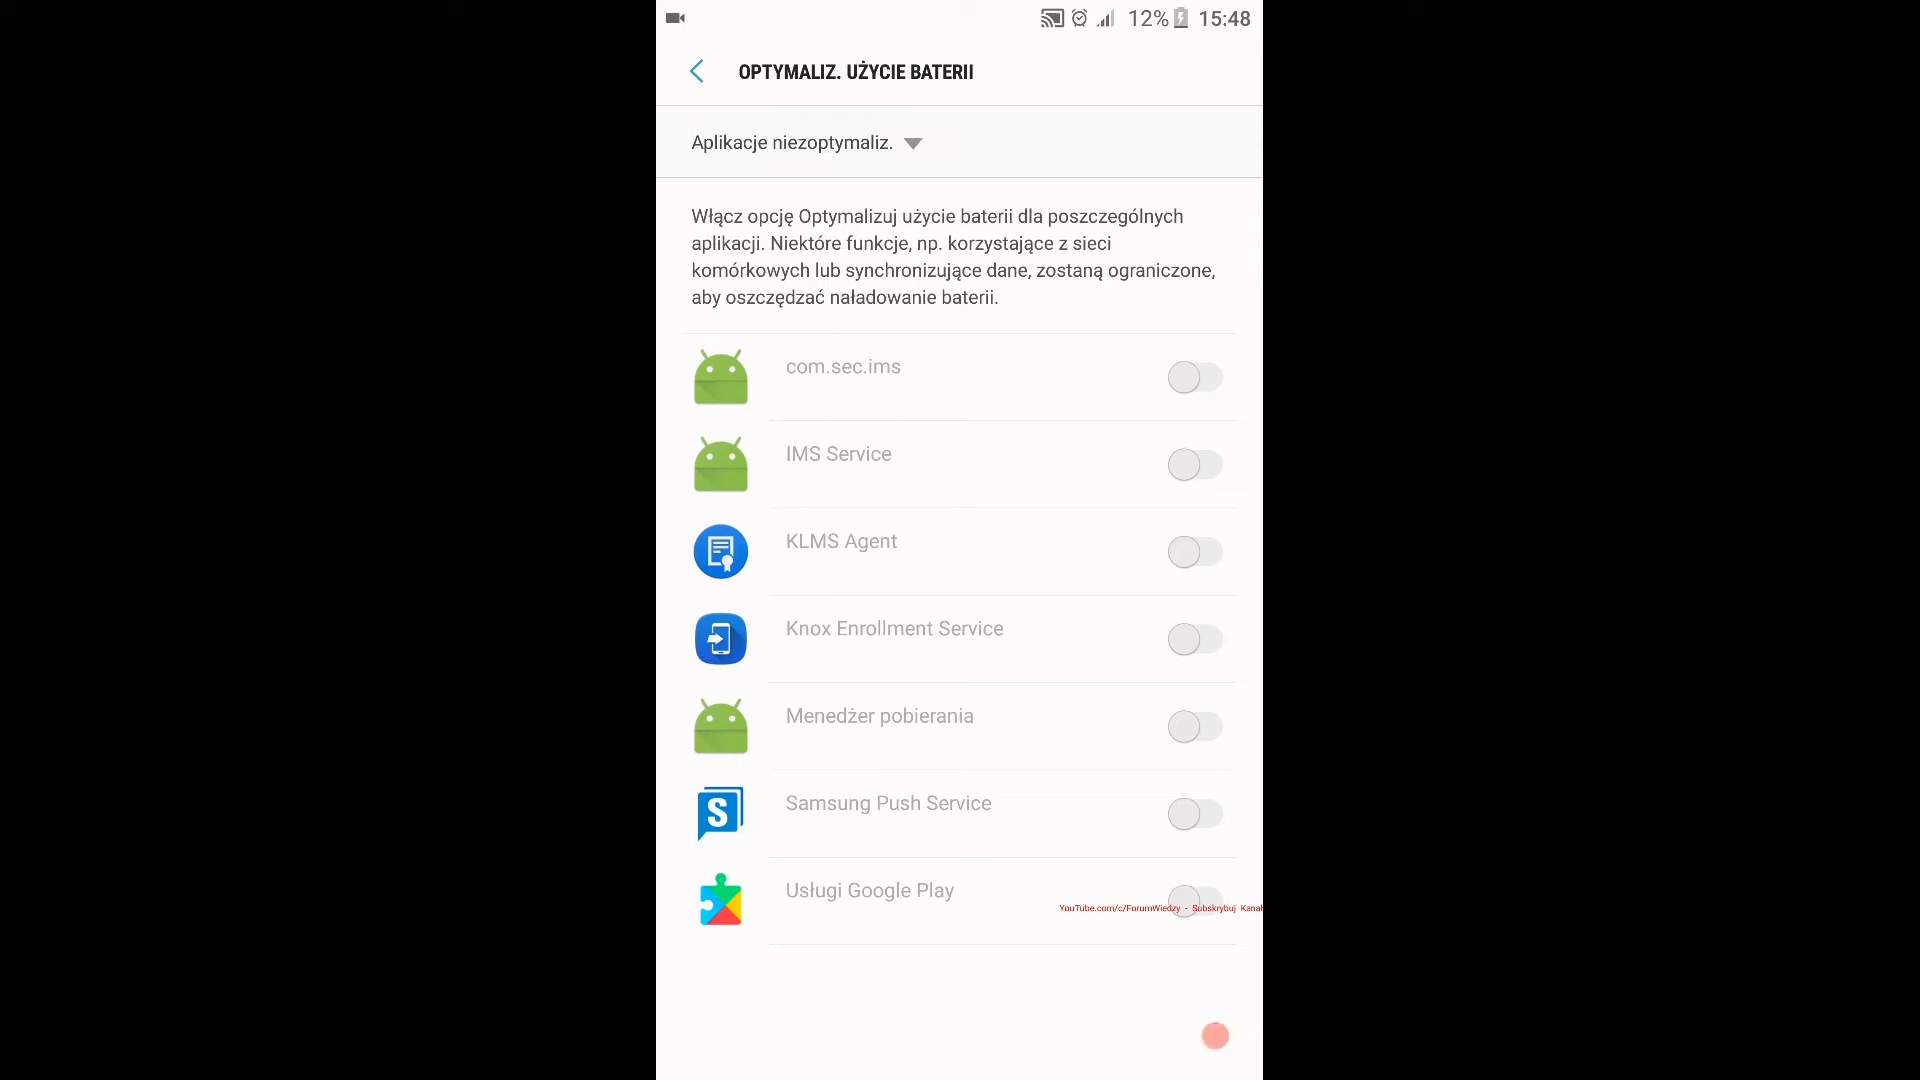 12% 15:48
OPTYMALIZ. UŻYCIE BATERII
Aplikacje niezoptymaliz.
Włącz opcję Optymalizuj użycie baterii dla poszczególnych
aplikacji. Niektóre funkcje, np. korzystające z sieci
komórkowych lub synchronizujące dane, zostaną ograniczone,
aby oszczędzać naładowanie baterii.
com.sec.ims
IMS Service
KLMS Agent
Knox Enrollment Service
Menedżer pobierania
S
Samsung Push Service
Usługi Google Play
YouTube.com/c/ForumWiedzy - Subskrybuj